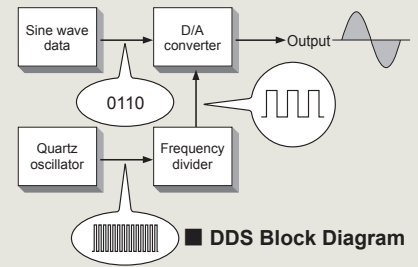 Sine wave
data
D/A
converter
Output
0110
Quartz
oscillator
Frequency
divider
■ DDS Block Diagram